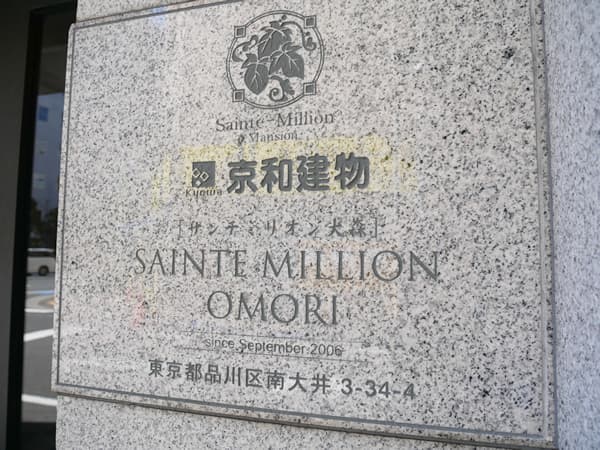 Sainte-Million
Mansion
Kyowa 京和建物
サンテミリオン大森
SAINTE MILLION
OMORI
since September 2006
東京都品川区南大井 3-34-4